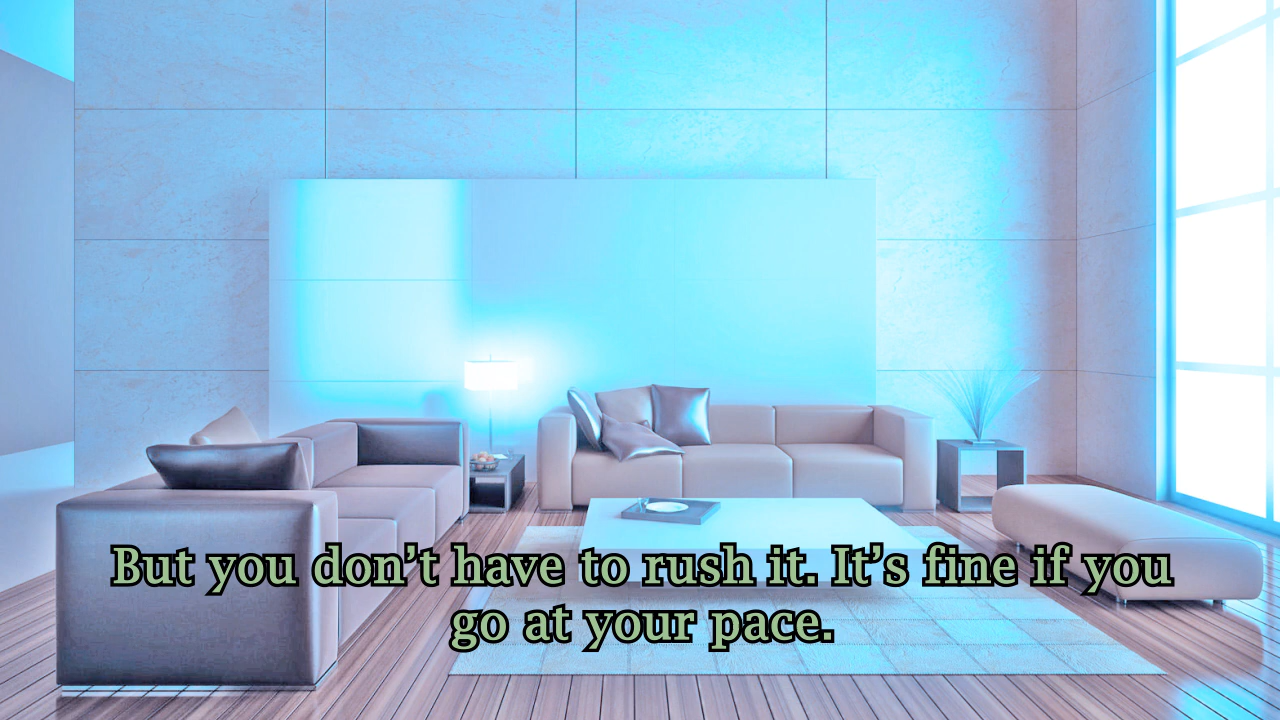 But you don’t have to rush it. It’s fine if you
go at your pace.